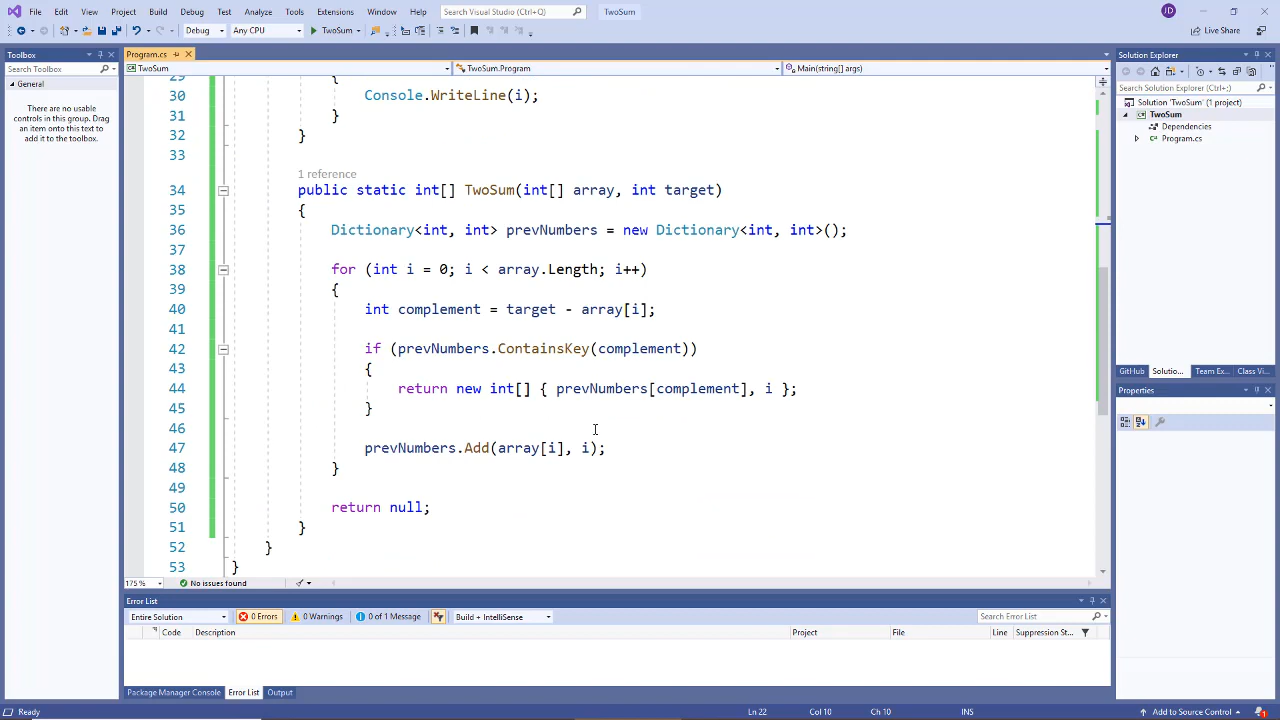 File Edit View Project Build Debug Test Analyze Tools Extensions Window Help Search Visual Studio (Ctrl+Q) TwoSum JD
Debug Any CPU TwoSum Live Share
Toolbox
Search Toolbox
General
There are no usable
controls in this group. Drag
an item onto this text to
add it to the toolbox.
Program.cs
TwoSum TwoSum.Program Main(string[] args)
29 {
30 Console.WriteLine(i);
31 }
32 }
33
1 reference
34 public static int[] TwoSum(int[] array, int target)
35 {
36 Dictionary<int, int> prevNumbers = new Dictionary<int, int>();
37
38 for (int i = 0; i < array.Length; i++)
39 {
40 int complement = target - array[i];
41
42 if (prevNumbers.ContainsKey(complement))
43 {
44 return new int[] { prevNumbers[complement], i };
45 }
46
47 prevNumbers.Add(array[i], i);
48 }
49
50 return null;
51 }
52 }
53 }
175 % No issues found
Error List
Entire Solution 0 Errors 0 Warnings 0 of 1 Message Build + IntelliSense Search Error List
Code Description Project File Line Suppression St...
Package Manager Console Error List Output
Solution Explorer
Search Solution Explorer (Ctrl+;)
Solution 'TwoSum' (1 project)
TwoSum
Dependencies
Program.cs
GitHub Soluti​o... Team Ex... Class Vi...
Properties
Ready Ln 22 Col 10 Ch 10 INS Add to Source Control 1